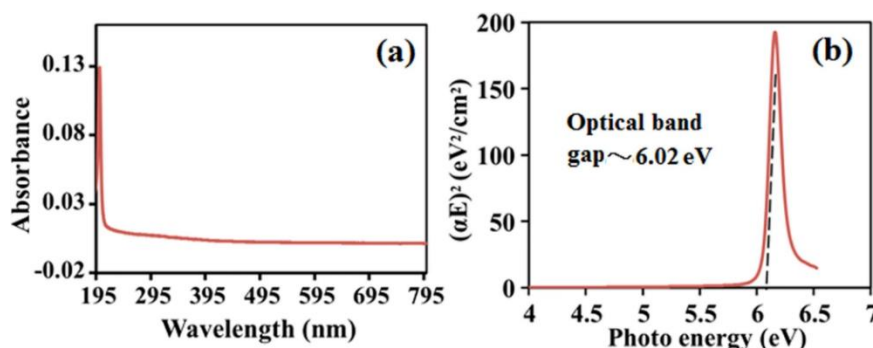 (a)
0.13
0.08
0.03
-0.02
Absorbance
195 295 395 495 595 695 795
Wavelength (nm)
(b)
200
150
100
50
0
(αE)² (eV²/cm²)
Optical band
gap∼6.02 eV
4 4.5 5 5.5 6 6.5 7
Photo energy (eV)